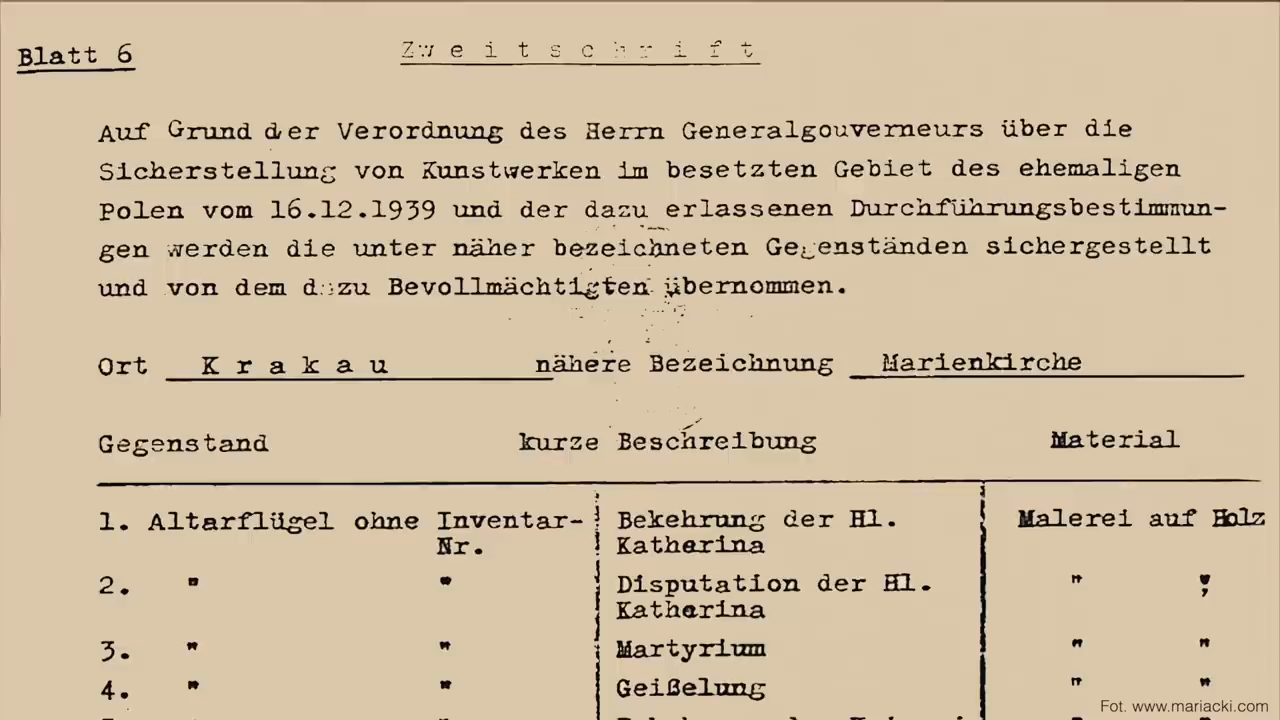 Blatt 6
Zweitschrift
Auf Grund der Verordnung des Herrn Generalgouverneurs über die
Sicherstellung von Kunstwerken im besetzten Gebiet des ehemaligen
Polen vom 16.12.1939 und der dazu erlassenen Durchführungsbestimmun-
gen werden die unter näher bezeichneten Gegenständen sichergestellt
und von dem dazu Bevollmächtigten übernommen.
Ort Krakau nähere Bezeichnung Marienkirche
Gegenstand kurze Beschreibung Material
1. Altarflügel ohne Inventar- Bekehrung der Hl. Malerei auf Holz
Nr. Katherina
2. " " Disputation der Hl. " "
Katherina
3. " " Martyrium " "
4. " " Geißelung " "
Fot. www.mariacki.com